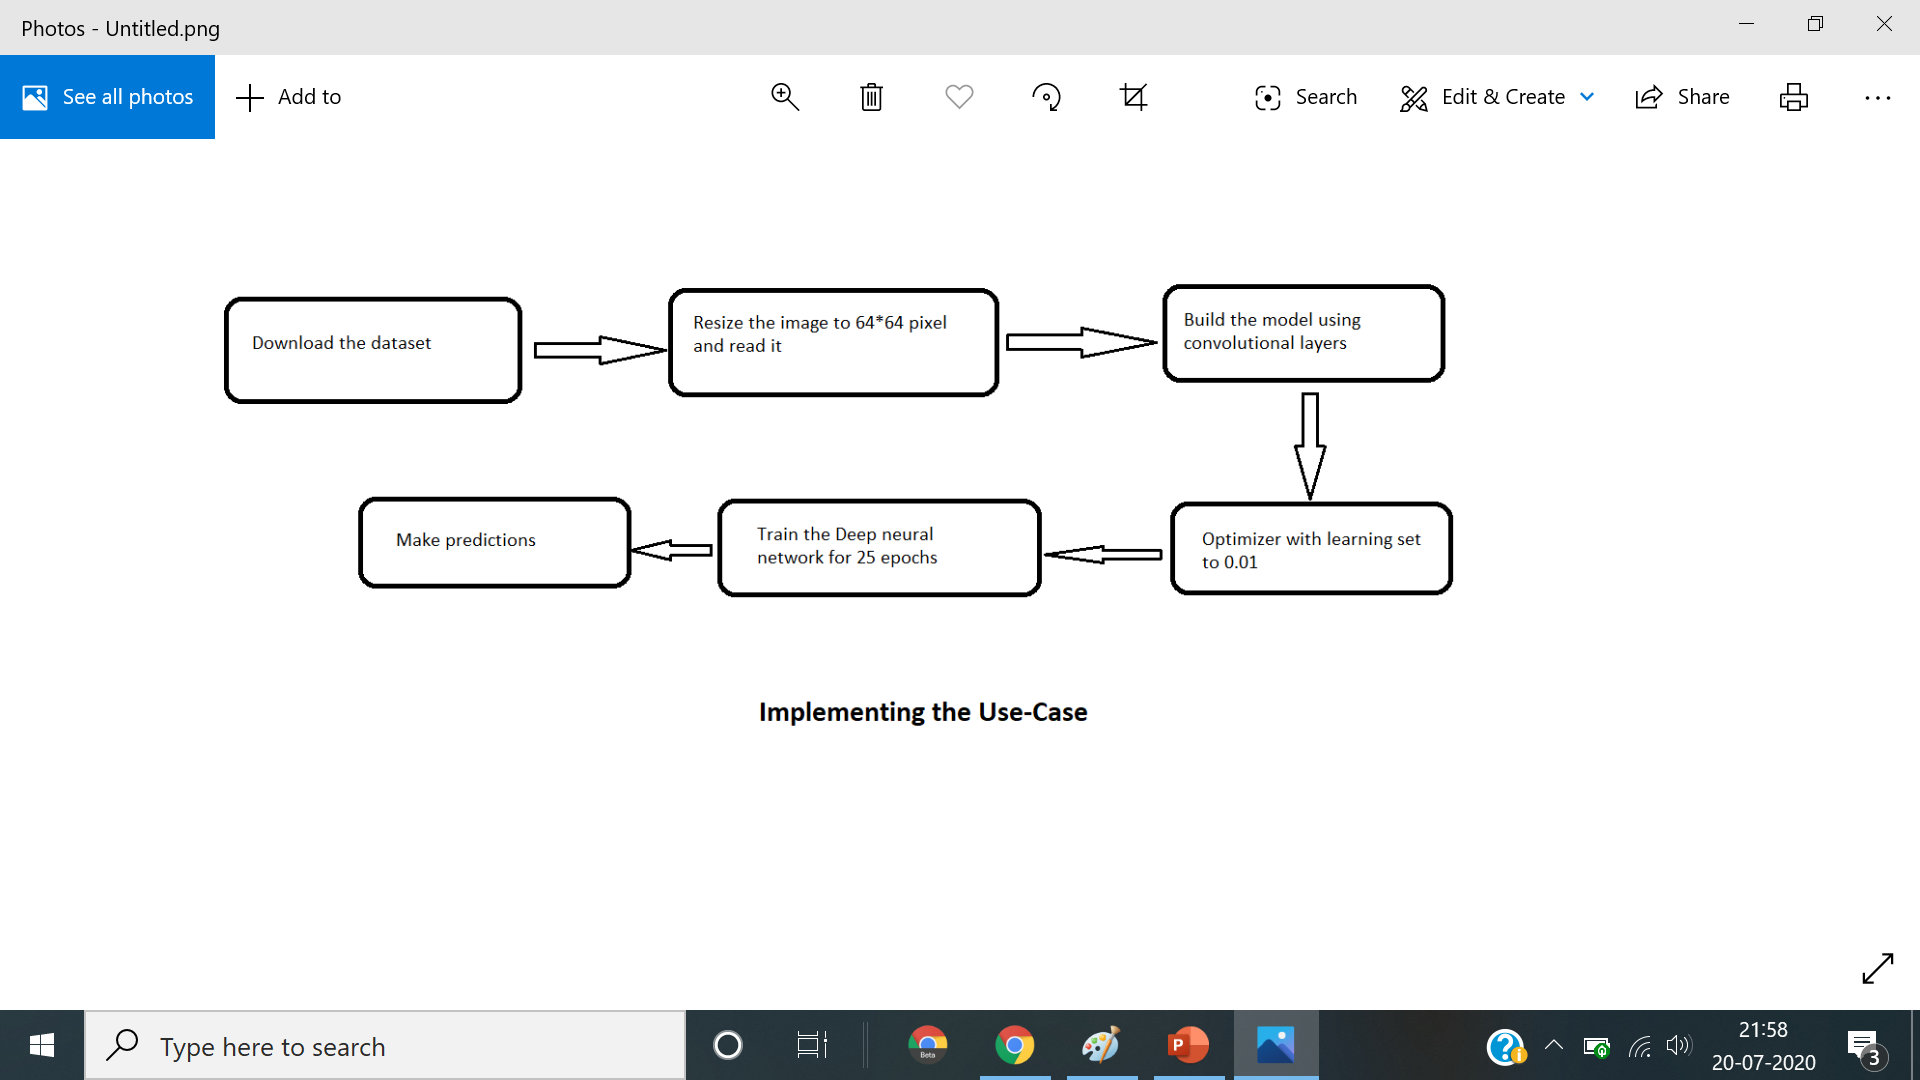 Photos - Untitled.png
See all photos
Add to
Search
Edit & Create
Share
Download the dataset
Resize the image to 64*64 pixel
and read it
Build the model using
convolutional layers
Make predictions
Train the Deep neural
network for 25 epochs
Optimizer with learning set
to 0.01
Implementing the Use-Case
Type here to search
Beta
P
21:58
20-07-2020
3